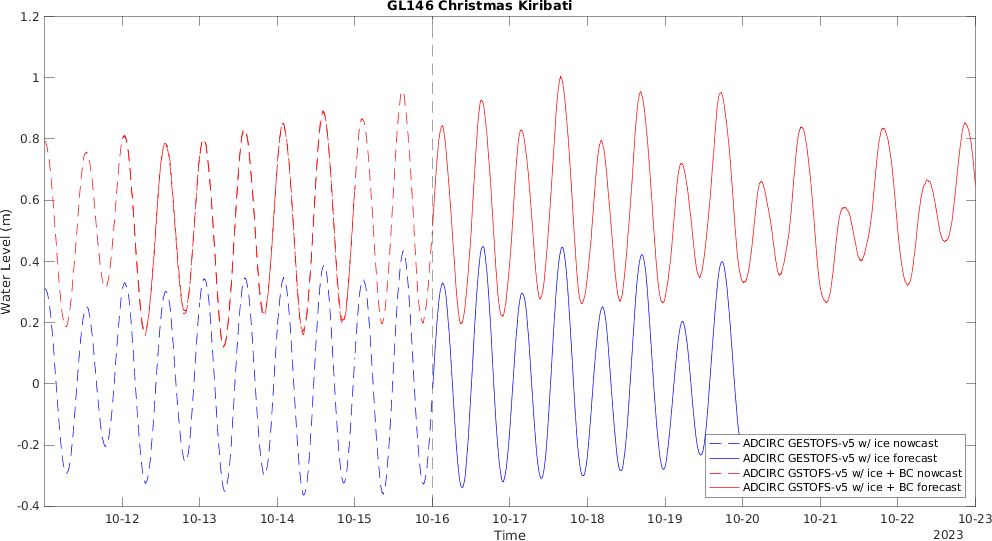 GL146 Christmas Kiribati
1.2
1
0.8
0.6
0.4
0.2
0
-0.2
-0.4
Water Level (m)
ADCIRC GESTOFS-v5 w/ ice nowcast
ADCIRC GESTOFS-v5 w/ ice forecast
ADCIRC GSTOFS-v5 w/ ice + BC nowcast
ADCIRC GSTOFS-v5 w/ ice + BC forecast
10-12 10-13 10-14 10-15 10-16 10-17 10-18 10-19 10-20 10-21 10-22 10-23
Time
2023